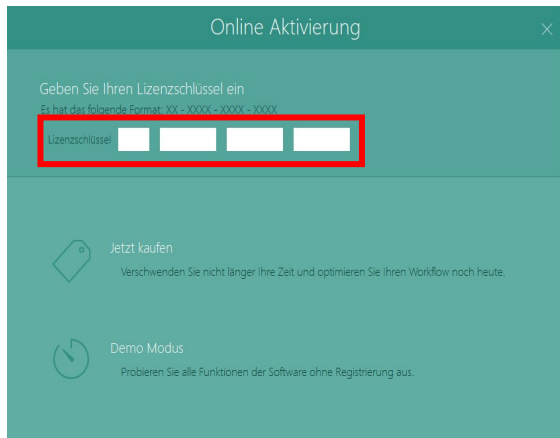 Online Aktivierung
Geben Sie Ihren Lizenzschlüssel ein
Es hat das folgende Format: XX - XXXX - XXXX - XXXX
Lizenzschlüssel
Jetzt kaufen
Verschwenden Sie nicht länger Ihre Zeit und optimieren Sie Ihren Workflow noch heute.
Demo Modus
Probieren Sie alle Funktionen der Software ohne Registrierung aus.